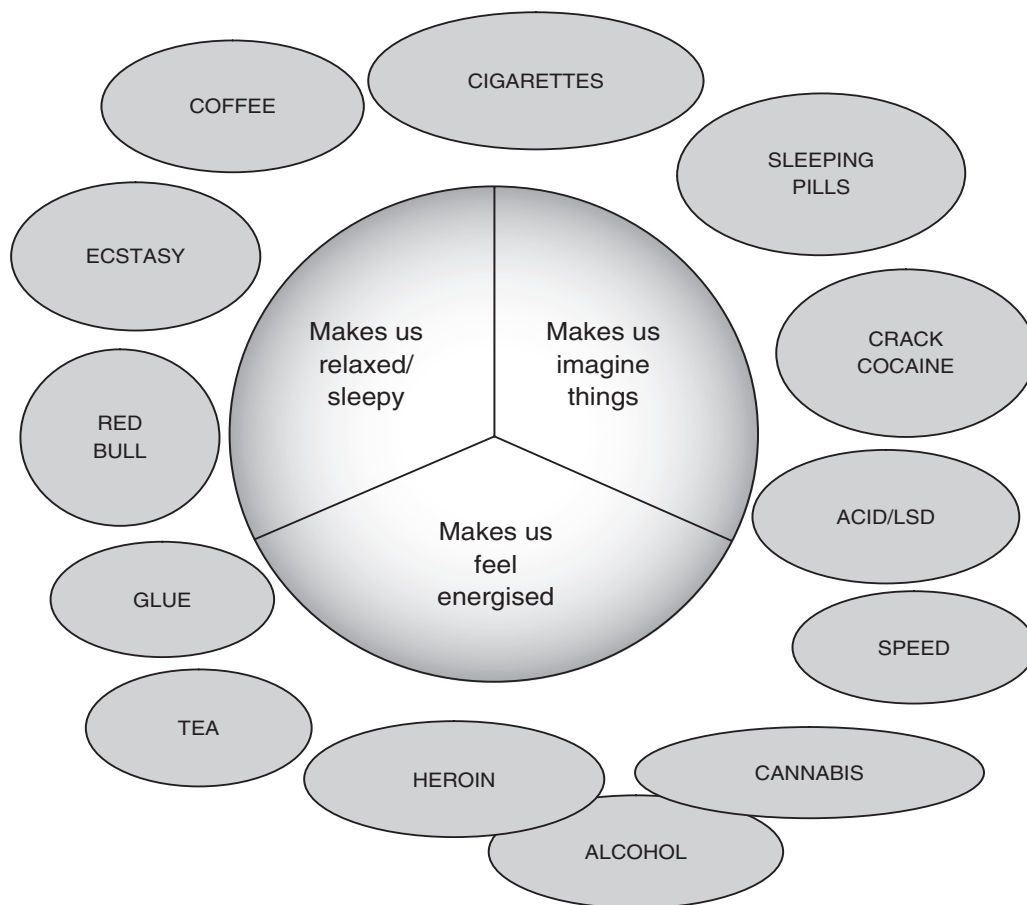 COFFEE
CIGARETTES
SLEEPING
PILLS
ECSTASY
Makes us
relaxed/
sleepy
Makes us
imagine
things
CRACK
COCAINE
RED
BULL
ACID/LSD
Makes us
feel
energised
GLUE
SPEED
TEA
HEROIN
CANNABIS
ALCOHOL